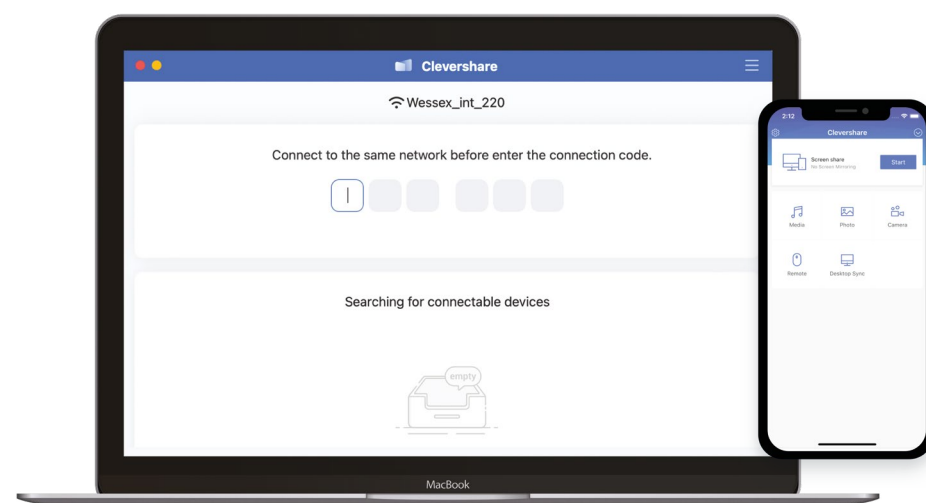 Clevershare
Wessex_int_220
Connect to the same network before enter the connection code.
Searching for connectable devices
empty
MacBook
2:12
Clevershare
Screen share
No Screen Mirroring
Start
Media
Photo
Camera
Remote
Desktop Sync